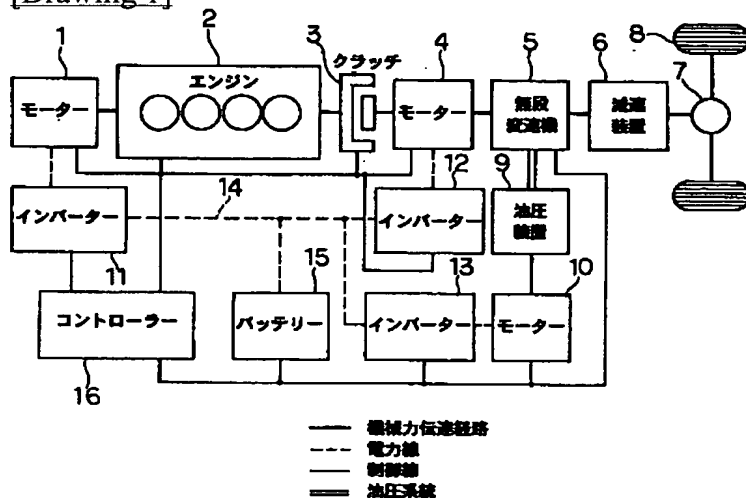 [Drawing 1]
1
2
3
クラッチ
4
5
6
8
7
モーター
エンジン
モーター
無段
変速機
減速
装置
14
12
9
インバーター
インバーター
油圧
装置
11
15
13
10
コントローラー
バッテリー
インバーター
モーター
16
機械力伝達経路
電力線
制御線
油圧系統